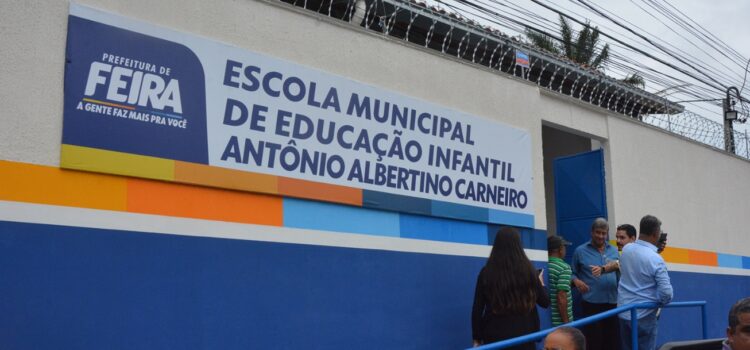 PREFEITURA DE
FEIRA
A GENTE FAZ MAIS PRA VOCÊ
ESCOLA MUNICIPAL
DE EDUCAÇÃO INFANTIL
ANTÔNIO ALBERTINO CARNEIRO